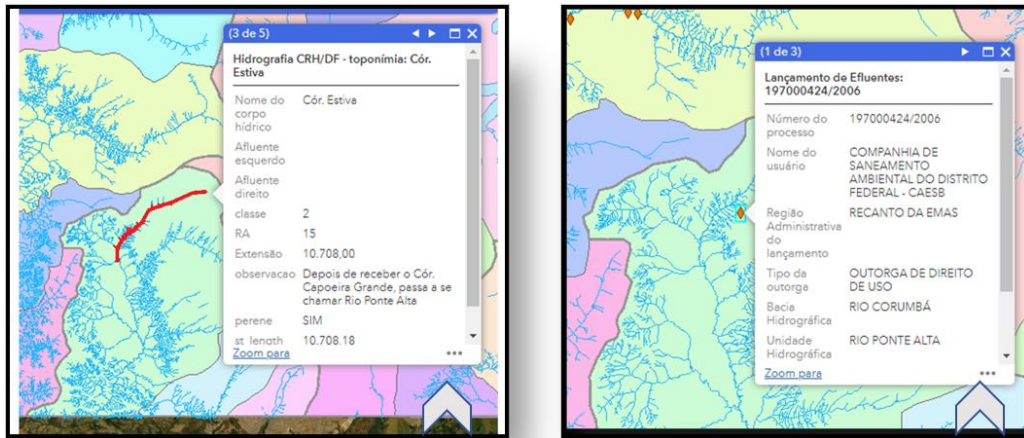 (3 de 5)
Hidrografia CRH/DF - toponímia: Cór.
Estiva
Nome do Cór. Estiva
corpo
hídrico
Afluente
esquerdo
Afluente
direito
classe 2
RA 15
Extensão 10.708,00
observacao Depois de receber o Cór.
Capoeira Grande, passa a se
chamar Rio Ponte Alta
perene SIM
st_length 10.708.18
Zoom para
(1 de 3)
Lançamento de Efluentes:
197000424/2006
Número do 197000424/2006
processo
Nome do COMPANHIA DE
usuário SANEAMENTO
AMBIENTAL DO DISTRITO
FEDERAL - CAESB
Região RECANTO DA EMAS
Administrativa
do
lançamento
Tipo da OUTORGA DE DIREITO
outorga DE USO
Bacia RIO CORUMBÁ
Hidrográfica
Unidade RIO PONTE ALTA
Hidrográfica
Zoom para